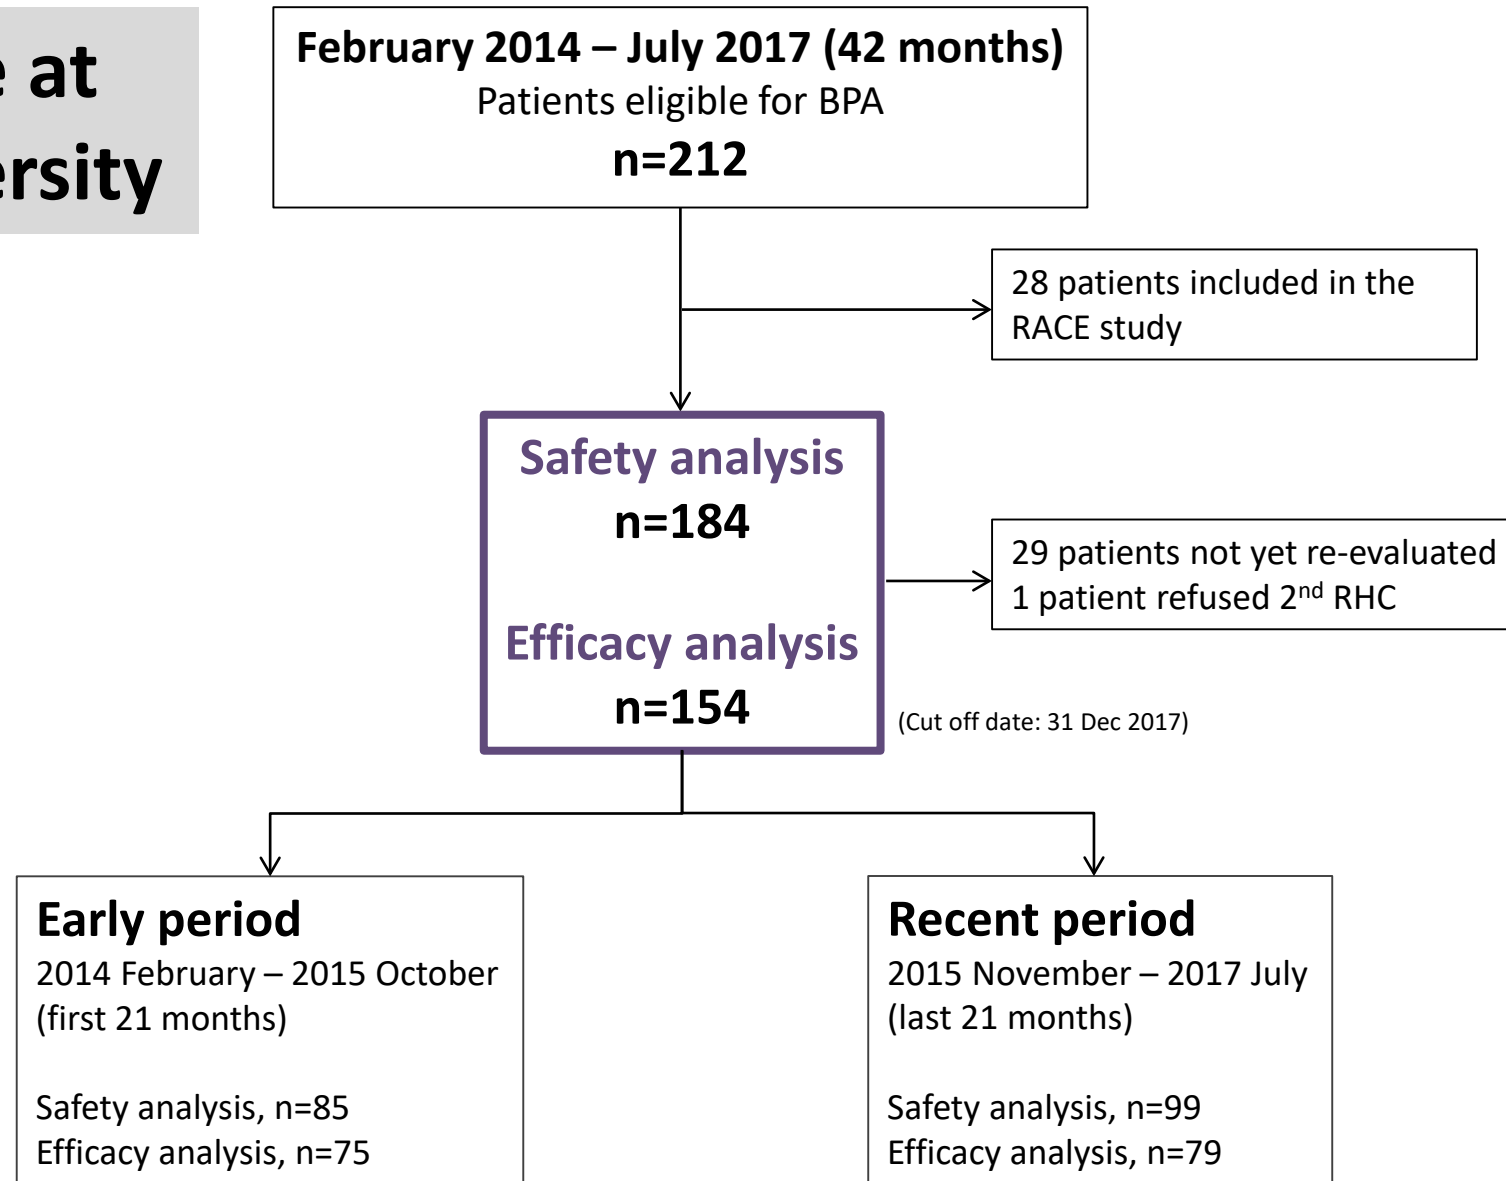 e at
ersity
February 2014 – July 2017 (42 months)
Patients eligible for BPA
n=212
28 patients included in the
RACE study
Safety analysis
n=184
Efficacy analysis
n=154
29 patients not yet re-evaluated
1 patient refused 2nd RHC
(Cut off date: 31 Dec 2017)
Early period
2014 February – 2015 October
(first 21 months)
Safety analysis, n=85
Efficacy analysis, n=75
Recent period
2015 November – 2017 July
(last 21 months)
Safety analysis, n=99
Efficacy analysis, n=79